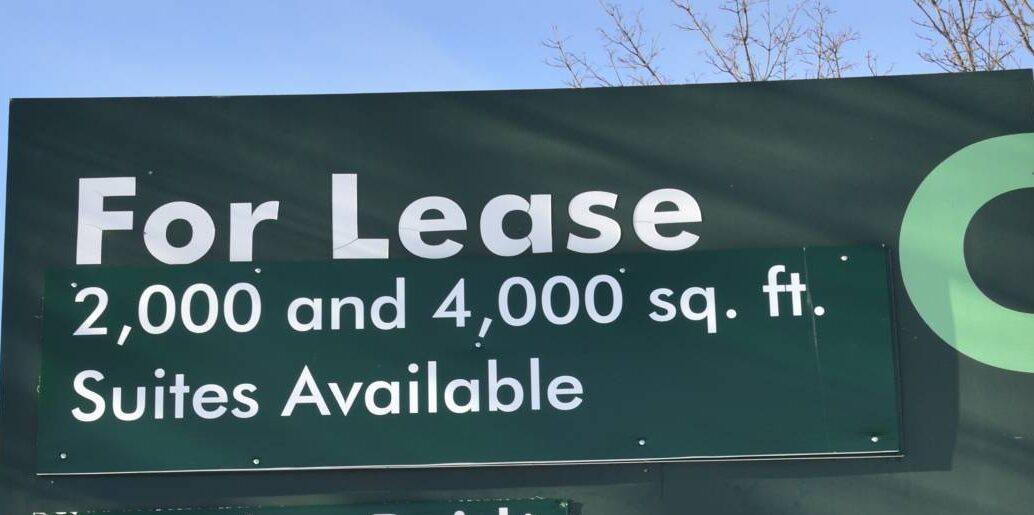 For Lease
2,000 and 4,000 sq. ft.
Suites Available